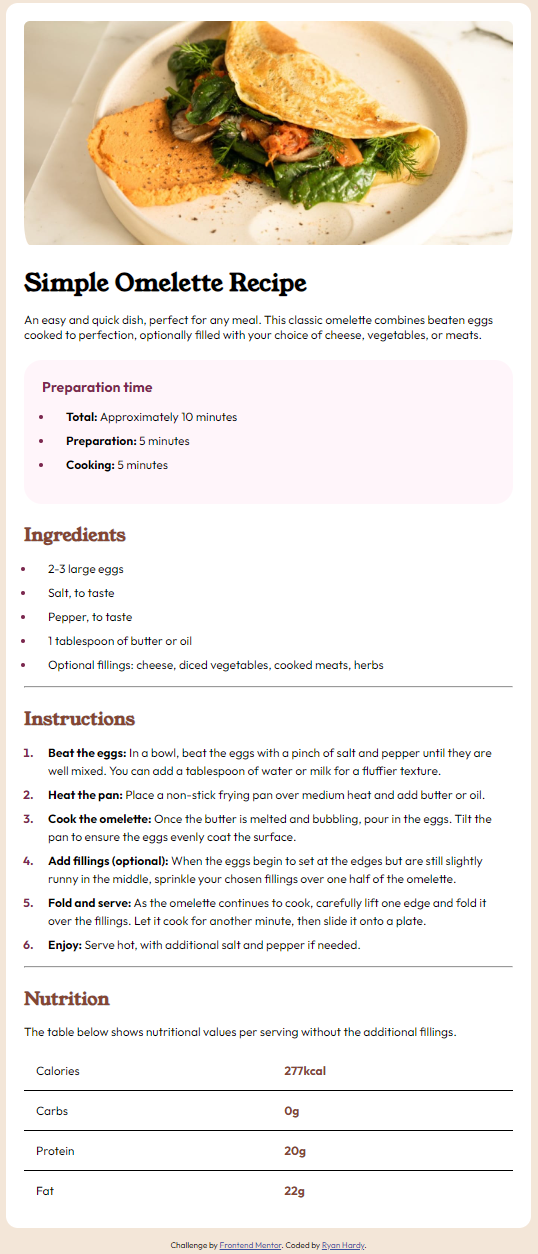 Simple Omelette Recipe
An easy and quick dish, perfect for any meal. This classic omelette combines beaten eggs
cooked to perfection, optionally filled with your choice of cheese, vegetables, or meats.
Preparation time
• Total: Approximately 10 minutes
• Preparation: 5 minutes
• Cooking: 5 minutes
Ingredients
• 2-3 large eggs
• Salt, to taste
• Pepper, to taste
• 1 tablespoon of butter or oil
• Optional fillings: cheese, diced vegetables, cooked meats, herbs
Instructions
1. Beat the eggs: In a bowl, beat the eggs with a pinch of salt and pepper until they are
well mixed. You can add a tablespoon of water or milk for a fluffier texture.
2. Heat the pan: Place a non-stick frying pan over medium heat and add butter or oil.
3. Cook the omelette: Once the butter is melted and bubbling, pour in the eggs. Tilt the
pan to ensure the eggs evenly coat the surface.
4. Add fillings (optional): When the eggs begin to set at the edges but are still slightly
runny in the middle, sprinkle your chosen fillings over one half of the omelette.
5. Fold and serve: As the omelette continues to cook, carefully lift one edge and fold it
over the fillings. Let it cook for another minute, then slide it onto a plate.
6. Enjoy: Serve hot, with additional salt and pepper if needed.
Nutrition
The table below shows nutritional values per serving without the additional fillings.
Calories 277kcal
Carbs 0g
Protein 20g
Fat 22g
Challenge by Frontend Mentor. Coded by Ryan Hardy.